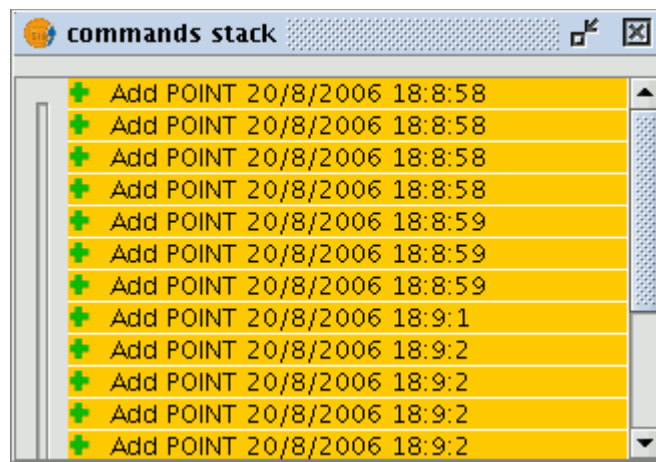 commands stack
Add POINT 20/8/2006 18:8:58
Add POINT 20/8/2006 18:8:58
Add POINT 20/8/2006 18:8:58
Add POINT 20/8/2006 18:8:58
Add POINT 20/8/2006 18:8:59
Add POINT 20/8/2006 18:8:59
Add POINT 20/8/2006 18:8:59
Add POINT 20/8/2006 18:9:1
Add POINT 20/8/2006 18:9:2
Add POINT 20/8/2006 18:9:2
Add POINT 20/8/2006 18:9:2
Add POINT 20/8/2006 18:9:2